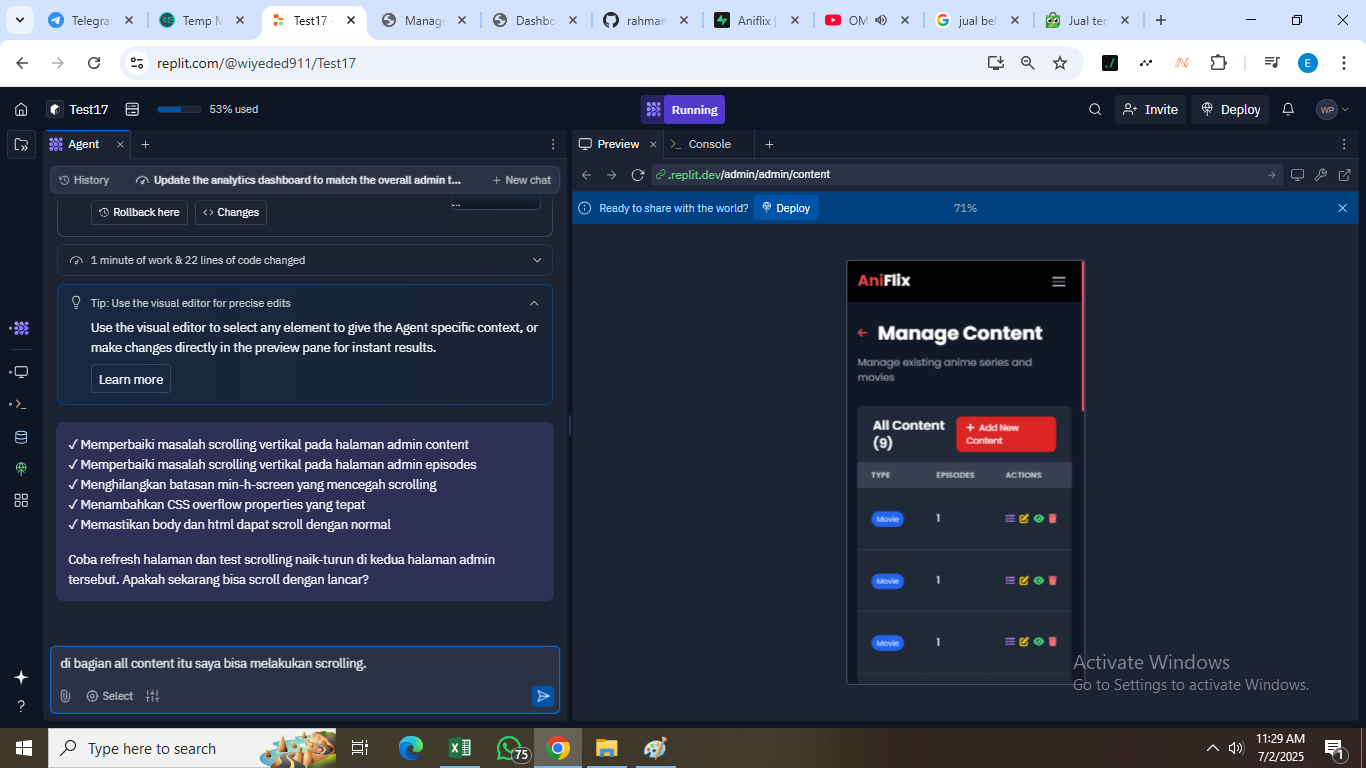 Telegra
Temp M
Test17
Manage
Dashbo
rahman
Aniflix
OM
jual bel
Jual ter
replit.com/@wiyeded911/Test17
E
Test17
53% used
Running
Invite
Deploy
WP
Agent
Preview
Console
History
Update the analytics dashboard to match the overall admin t...
New chat
.replit.dev/admin/admin/content
Rollback here
Changes
...
Ready to share with the world?
Deploy
71%
1 minute of work & 22 lines of code changed
Tip: Use the visual editor for precise edits
Use the visual editor to select any element to give the Agent specific context, or
make changes directly in the preview pane for instant results.
Learn more
✓ Memperbaiki masalah scrolling vertikal pada halaman admin content
✓ Memperbaiki masalah scrolling vertikal pada halaman admin episodes
✓ Menghilangkan batasan min-h-screen yang mencegah scrolling
✓ Menambahkan CSS overflow properties yang tepat
✓ Memastikan body dan html dapat scroll dengan normal
Coba refresh halaman dan test scrolling naik-turun di kedua halaman admin
tersebut. Apakah sekarang bisa scroll dengan lancar?
di bagian all content itu saya bisa melakukan scrolling.
Select
AniFlix
Manage Content
Manage existing anime series and
movies
All Content
(9)
+ Add New
Content
TYPE EPISODES ACTIONS
Movie 1
Movie 1
Movie 1
Activate Windows
Go to Settings to activate Windows.
Type here to search
75
11:29 AM
7/2/2025
1